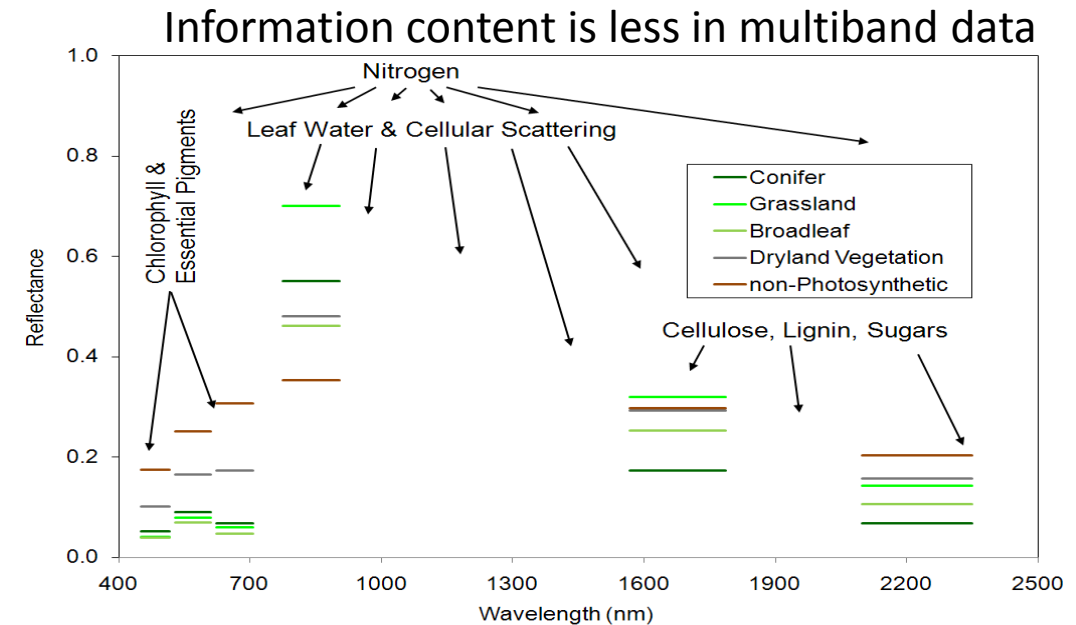 Information content is less in multiband data
1.0
0.8
0.6
0.4
0.2
0.0
Reflectance
Nitrogen
Leaf Water & Cellular Scattering
Chlorophyll &
Essential Pigments
Conifer
Grassland
Broadleaf
Dryland Vegetation
non-Photosynthetic
Cellulose, Lignin, Sugars
400 700 1000 1300 1600 1900 2200 2500
Wavelength (nm)